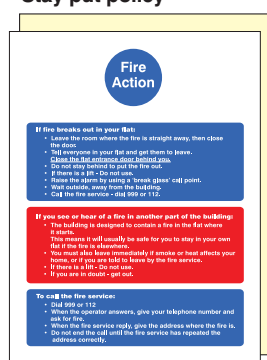 Stay put policy
Fire
Action
If fire breaks out in your flat:
• Leave the room where the fire is straight away, then close
the door.
• Tell everyone in your flat and get them to leave.
Close the flat entrance door behind you.
• Do not stay behind to put the fire out.
• If there is a lift - Do not use.
• Raise the alarm by using a 'break glass' call point.
• Wait outside, away from the building.
• Call the fire service - dial 999 or 112.
If you see or hear of a fire in another part of the building:
• The building is designed to contain a fire in the flat where
it starts.
This means it will usually be safe for you to stay in your own
flat if the fire is elsewhere.
• You must also leave immediately if smoke or heat affects your
home, or if you are told to leave by the fire service.
• If there is a lift - Do not use.
• If you are in doubt - get out.
To call the fire service:
• Dial 999 or 112
• When the operator answers, give your telephone number and
ask for fire.
• When the fire service reply, give the address where the fire is.
• Do not end the call until the fire service has repeated the
address correctly.